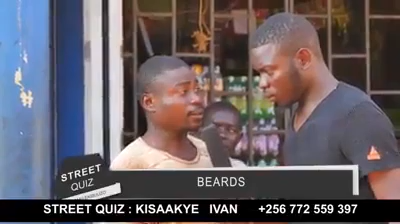 STREET
QUIZ
BEARDS
STREET QUIZ : KISAAKYE IVAN +256 772 559 397